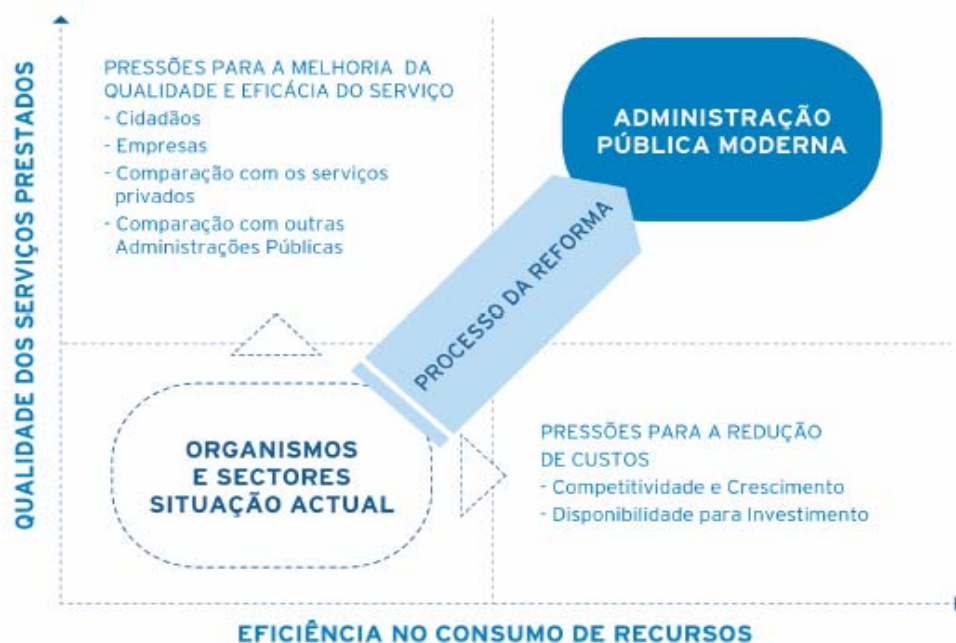 QUALIDADE DOS SERVIÇOS PRESTADOS
PRESSÕES PARA A MELHORIA DA
QUALIDADE E EFICÁCIA DO SERVIÇO
- Cidadãos
- Empresas
- Comparação com os serviços
privados
- Comparação com outras
Administrações Públicas
ADMINISTRAÇÃO
PÚBLICA MODERNA
PROCESSO DA REFORMA
ORGANISMOS
E SECTORES
SITUAÇÃO ACTUAL
PRESSÕES PARA A REDUÇÃO
DE CUSTOS
- Competitividade e Crescimento
- Disponibilidade para Investimento
EFICIÊNCIA NO CONSUMO DE RECURSOS